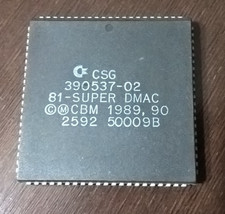 CSG
390537-02
81-SUPER DMAC
©ⓂCBM 1989,90
2592 50009B